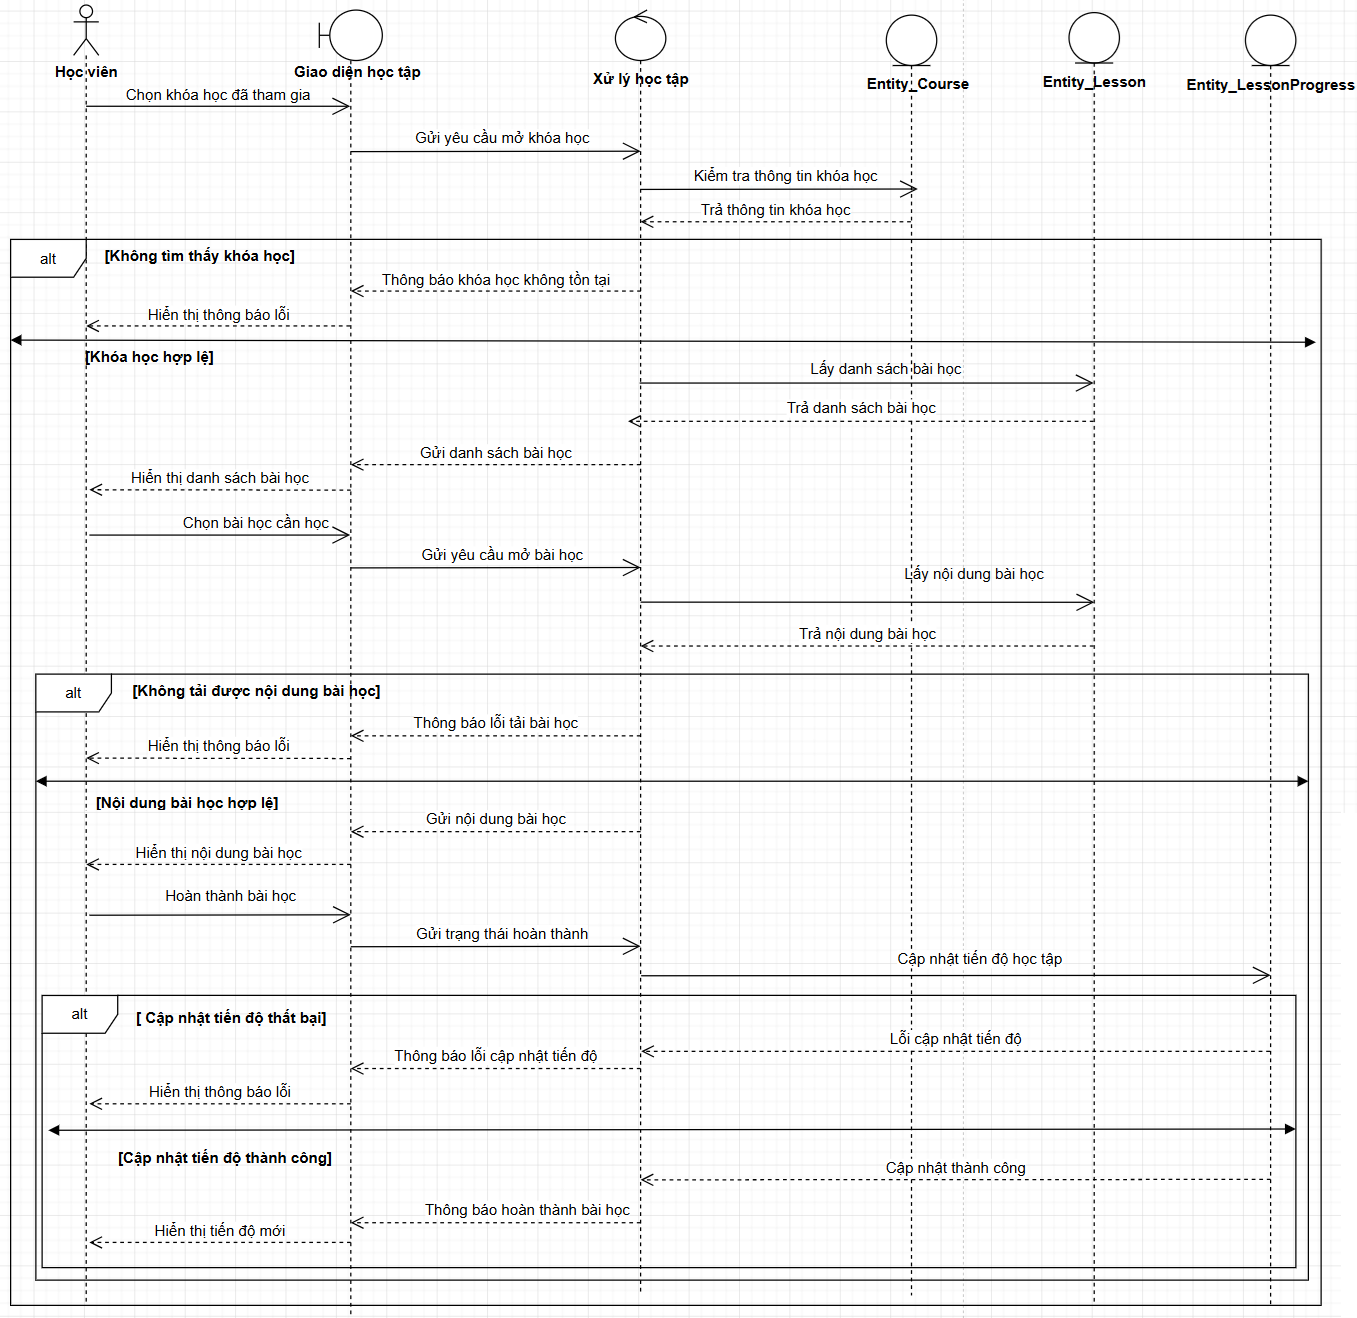 Học viên
Giao diện học tập
Xử lý học tập
Entity_Course
Entity_Lesson
Entity_LessonProgress
Chọn khóa học đã tham gia
Gửi yêu cầu mở khóa học
Kiểm tra thông tin khóa học
Trả thông tin khóa học
alt
[Không tìm thấy khóa học]
Thông báo khóa học không tồn tại
Hiển thị thông báo lỗi
[Khóa học hợp lệ]
Lấy danh sách bài học
Trả danh sách bài học
Gửi danh sách bài học
Hiển thị danh sách bài học
Chọn bài học cần học
Gửi yêu cầu mở bài học
Lấy nội dung bài học
Trả nội dung bài học
alt
[Không tải được nội dung bài học]
Thông báo lỗi tải bài học
Hiển thị thông báo lỗi
[Nội dung bài học hợp lệ]
Gửi nội dung bài học
Hiển thị nội dung bài học
Hoàn thành bài học
Gửi trạng thái hoàn thành
Cập nhật tiến độ học tập
alt
[ Cập nhật tiến độ thất bại]
Lỗi cập nhật tiến độ
Thông báo lỗi cập nhật tiến độ
Hiển thị thông báo lỗi
[Cập nhật tiến độ thành công]
Cập nhật thành công
Thông báo hoàn thành bài học
Hiển thị tiến độ mới